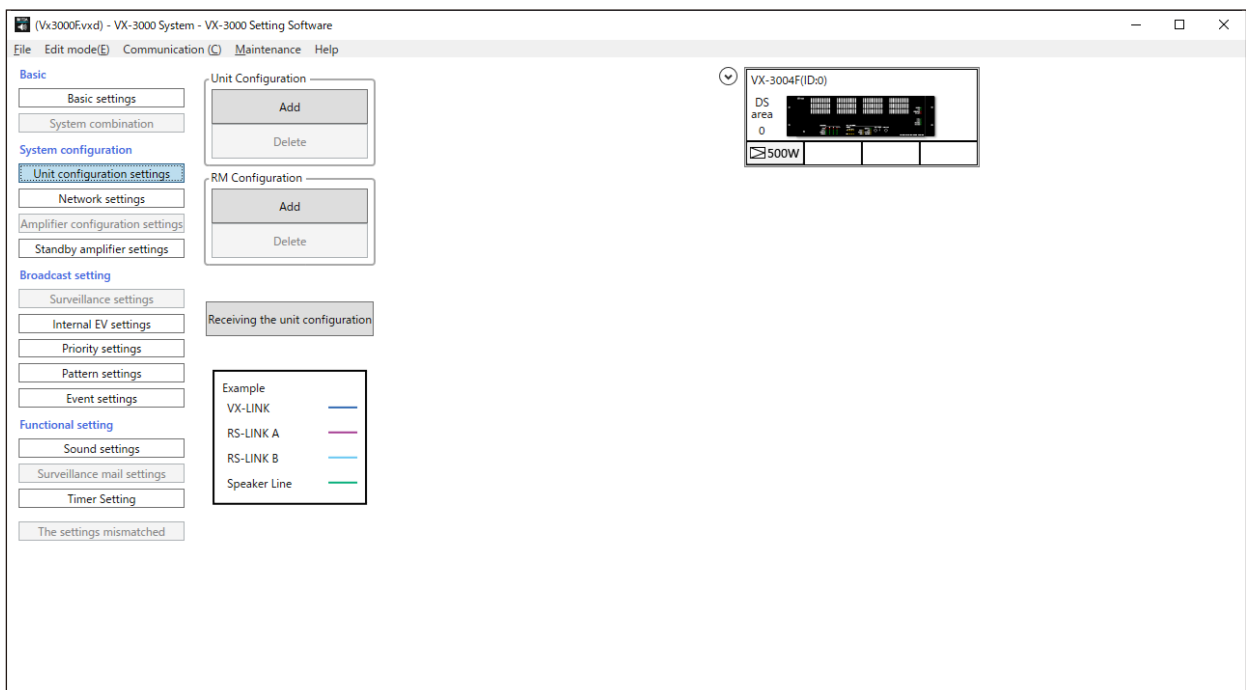 (Vx3000F.vxd) - VX-3000 System - VX-3000 Setting Software
File Edit mode(E) Communication (C) Maintenance Help
Basic
Basic settings
System combination
System configuration
Unit configuration settings
Network settings
Amplifier configuration settings
Standby amplifier settings
Broadcast setting
Surveillance settings
Internal EV settings
Priority settings
Pattern settings
Event settings
Functional setting
Sound settings
Surveillance mail settings
Timer Setting
The settings mismatched
Unit Configuration
Add
Delete
RM Configuration
Add
Delete
Receiving the unit configuration
Example
VX-LINK
RS-LINK A
RS-LINK B
Speaker Line
VX-3004F(ID:0)
DS
area
0
500W